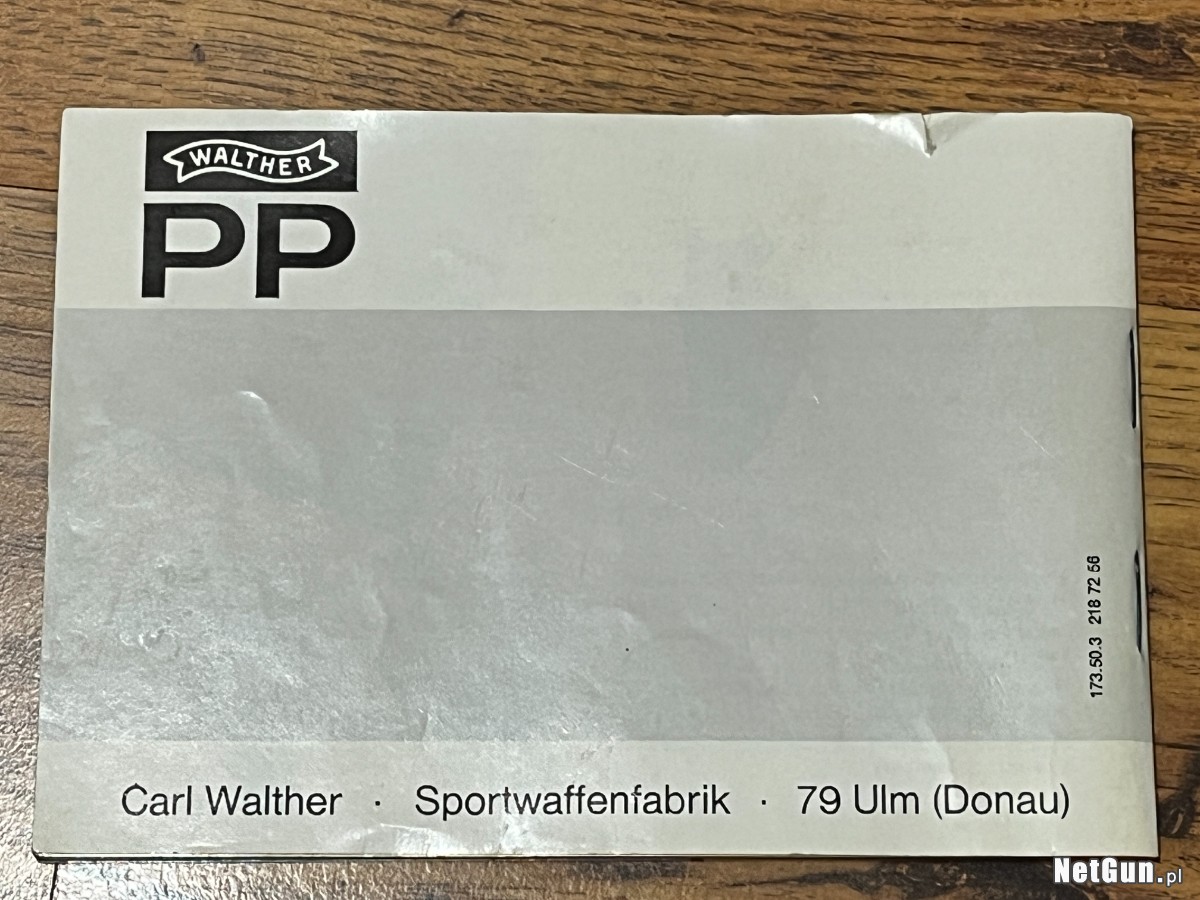 WALTHER
PP
173.50.3 218 72 56
Carl Walther · Sportwaffenfabrik · 79 Ulm (Donau)
NetGun.pl